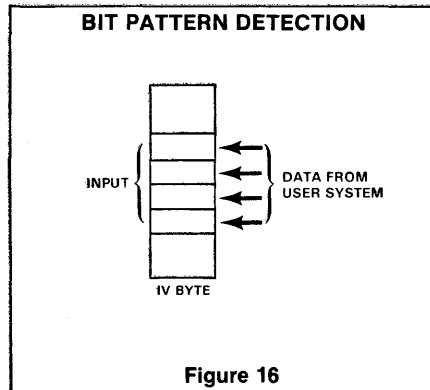 BIT PATTERN DETECTION
INPUT
DATA FROM
USER SYSTEM
IV BYTE
Figure 16